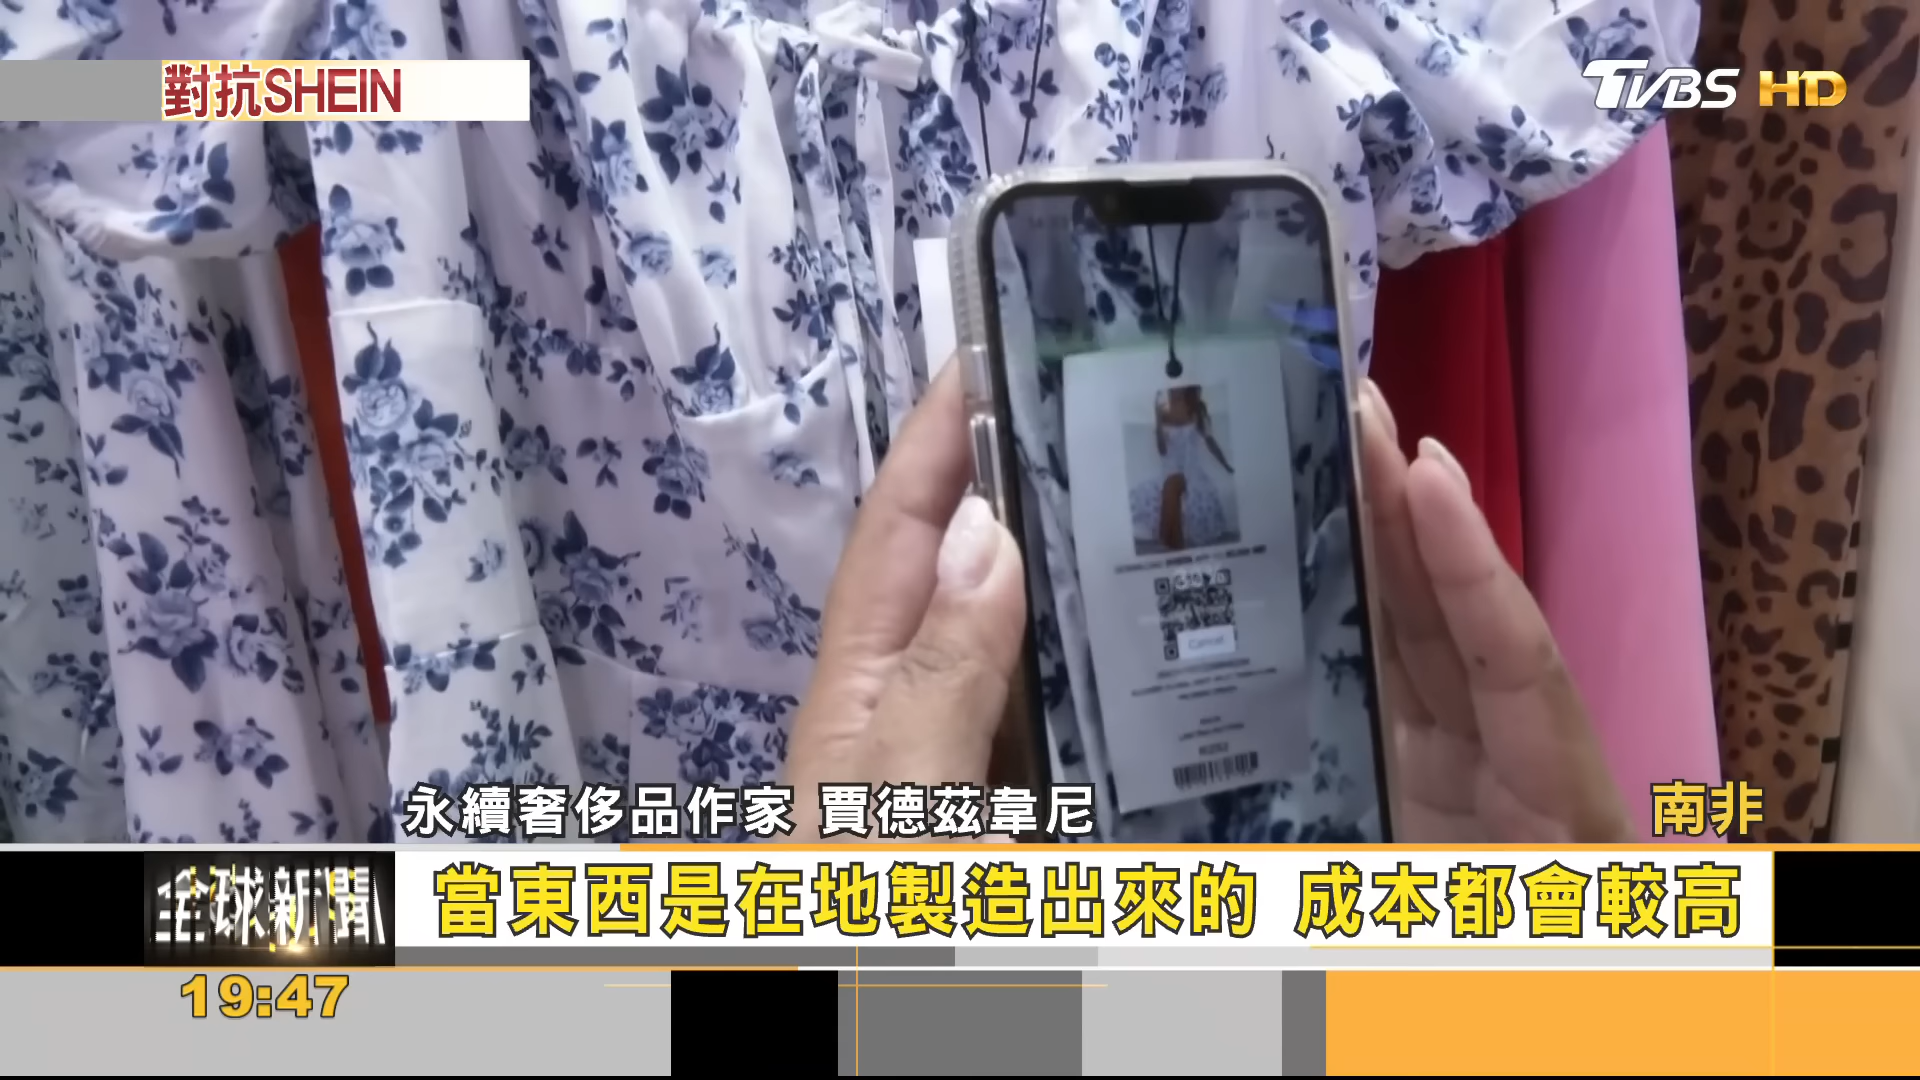 對抗SHEIN
TVBS HD
Cancel
永續奢侈品作家 賈德茲韋尼
南非
全球新聞
當東西是在地製造出來的 成本都會較高
19:47